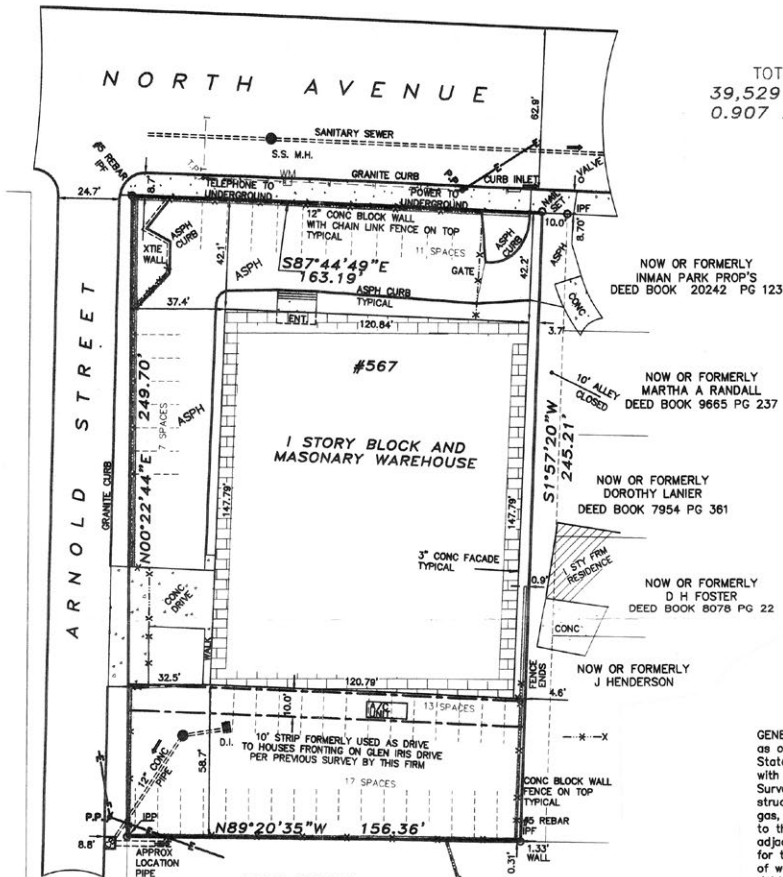 NORTH AVENUE
TOT
39,529
0.907
62.9'
SANITARY SEWER
S.S. M.H.
#5 REBAR
IPF
24.7'
8.7'
T.P.
WM
GRANITE CURB
P.P.
CURB INLET
VALVE
TELEPHONE TO
UNDERGROUND
POWER TO
UNDERGROUND
NAIL
SET
IPF
10.0'
8.70'
12" CONC BLOCK WALL
WITH CHAIN LINK FENCE ON TOP
TYPICAL
ASPH
CURB
XTIE
WALL
42.1'
ASPH
11 SPACES
S87°44'49"E
163.19'
GATE
ASPH
CURB
42.2'
ASPH
CONC
ASPH CURB
TYPICAL
37.4'
ENT.
120.84'
3.7'
NOW OR FORMERLY
INMAN PARK PROP'S
DEED BOOK 20242 PG 123
#567
10' ALLEY
CLOSED
NOW OR FORMERLY
MARTHA A RANDALL
DEED BOOK 9665 PG 237
ARNOLD STREET
GRANITE CURB
N00°22'44"E 249.70'
7 SPACES
ASPH
1 STORY BLOCK AND
MASONARY WAREHOUSE
147.79'
147.79'
S1°57'20"W
245.21'
NOW OR FORMERLY
DOROTHY LANIER
DEED BOOK 7954 PG 361
3" CONC FACADE
TYPICAL
1 STY FRM
RESIDENCE
0.9'
CONC
DRIVE
NOW OR FORMERLY
D H FOSTER
DEED BOOK 8078 PG 22
CONC
WALK
FENCE
ENDS
NOW OR FORMERLY
J HENDERSON
32.5'
120.79'
4.6'
10.0'
A/C
UNIT
13 SPACES
D.I.
10' STRIP FORMERLY USED AS DRIVE
TO HOUSES FRONTING ON GLEN IRIS DRIVE
PER PREVIOUS SURVEY BY THIS FIRM
12" CONC
PIPE
58.7'
17 SPACES
CONC BLOCK WALL
FENCE ON TOP
TYPICAL
P.P.
IPP
N89°20'35"W 156.36'
#5 REBAR
IPF
8.8'
CB
APPROX
LOCATION
PIPE
0.31'
1.33'
WALL
GENE
as o
State
with
Surve
struc
gas,
to th
adjac
for t
of w